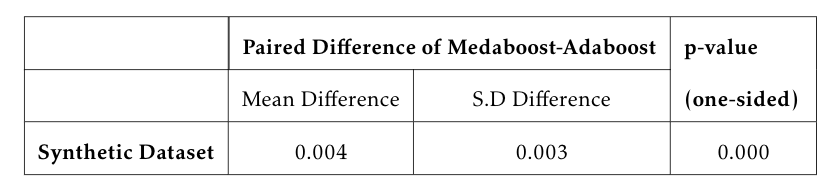 Paired Difference of Medaboost-Adaboost p-value
Mean Difference S.D Difference (one-sided)
Synthetic Dataset 0.004 0.003 0.000